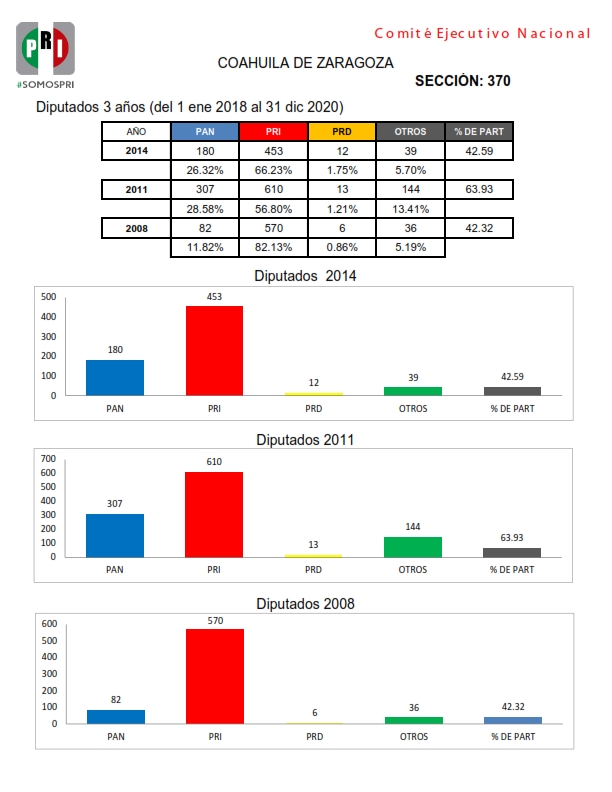 Comité Ejecutivo Nacional
PRI
#SOMOSPRI
COAHUILA DE ZARAGOZA
SECCIÓN: 370
Diputados 3 años (del 1 ene 2018 al 31 dic 2020)
AÑO PAN PRI PRD OTROS % DE PART
2014 180 453 12 39 42.59
26.32% 66.23% 1.75% 5.70%
2011 307 610 13 144 63.93
28.58% 56.80% 1.21% 13.41%
2008 82 570 6 36 42.32
11.82% 82.13% 0.86% 5.19%
Diputados 2014
500
400
300
200
100
0
180 453 12 39 42.59
PAN PRI PRD OTROS % DE PART
Diputados 2011
700
600
500
400
300
200
100
0
307 610 13 144 63.93
PAN PRI PRD OTROS % DE PART
Diputados 2008
600
500
400
300
200
100
0
82 570 6 36 42.32
PAN PRI PRD OTROS % DE PART